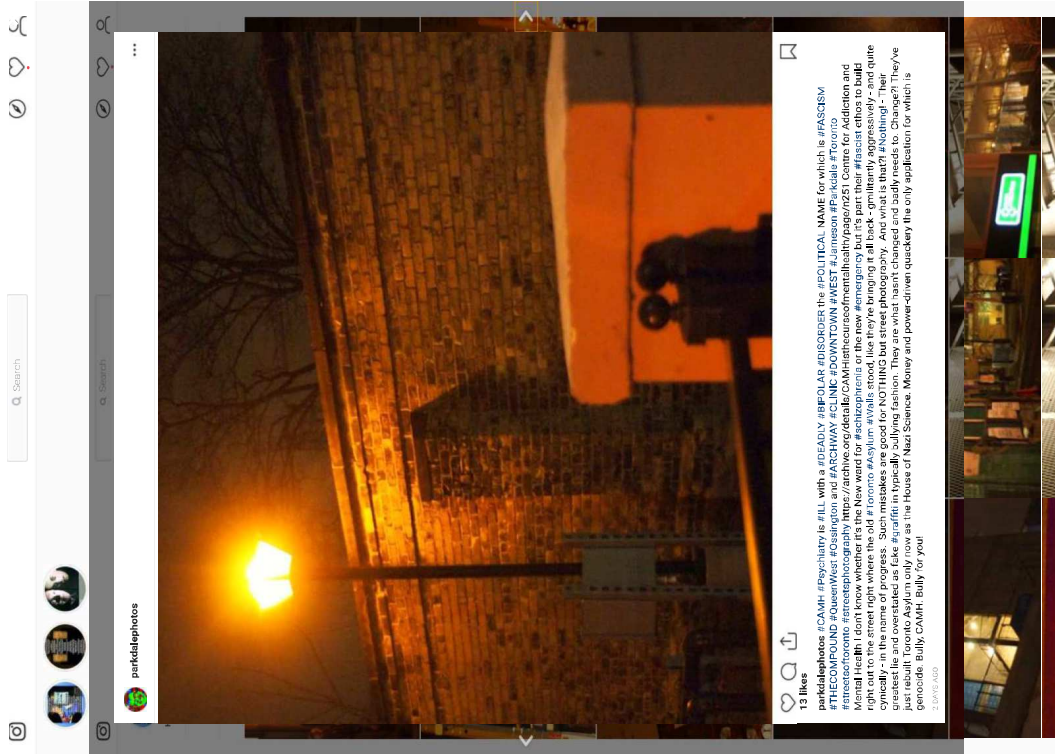 Search
Search
parkdalephotos
13 likes
parkdalephotos #CAMH #Psychiatry is #ILL with a #DEADLY #BIPOLAR #DISORDER the #POLITICAL NAME for which is #FASCISM
#THECOMPOUND #QueenWest #Ossington and #ARCHWAY #CLINIC #DOWNTOWN #WEST #Jameson #Parkdale #Toronto
#streetsoftoronto #streetsphotography https://archive.org/details/CAMHisthecurseofmentalhealth/page/n251 Centre for Addiction and
Mental Health I don't know whether it's the New ward for #schizophrenia or the new #emergency but it's part their #fascist ethos to build
right out to the street right where the old #Toronto #Asylum #Walls stood, like they're bringing it all back - gmilitantly aggressively - and quite
cynically - in the name of progress. Such mistakes are good for NOTHING but street photography. And what is that?! #Nothing! - Their
greatest lie and overstated as fake #graffiti in typically bullying fashion. They are what hasn't changed and badly needs to. Change?! They've
just rebuilt Toronto Asylum only now as the House of Nazi Science. Money and power-driven quackery the only application for which is
genocide. Bully, CAMH. Bully for you!
2 DAYS AGO